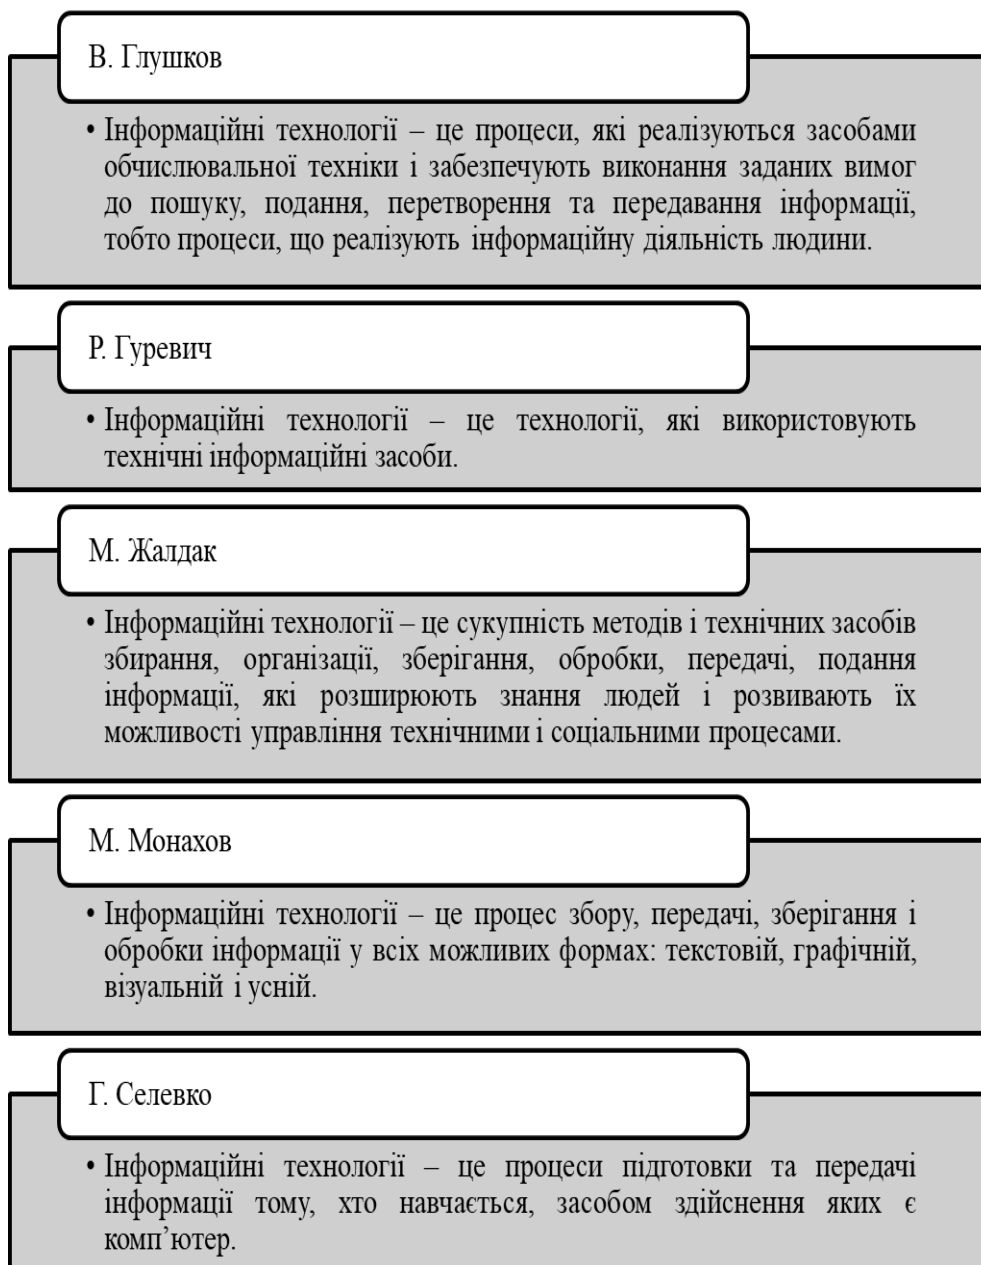 В. Глушков
• Інформаційні технології – це процеси, які реалізуються засобами
обчислювальної техніки і забезпечують виконання заданих вимог
до пошуку, подання, перетворення та передавання інформації,
тобто процеси, що реалізують інформаційну діяльність людини.
Р. Гуревич
• Інформаційні технології – це технології, які використовують
технічні інформаційні засоби.
М. Жалдак
• Інформаційні технології – це сукупність методів і технічних засобів
збирання, організації, зберігання, обробки, передачі, подання
інформації, які розширюють знання людей і розвивають їх
можливості управління технічними і соціальними процесами.
М. Монахов
• Інформаційні технології – це процес збору, передачі, зберігання і
обробки інформації у всіх можливих формах: текстовій, графічній,
візуальній і усній.
Г. Селевко
• Інформаційні технології – це процеси підготовки та передачі
інформації тому, хто навчається, засобом здійснення яких є
комп’ютер.